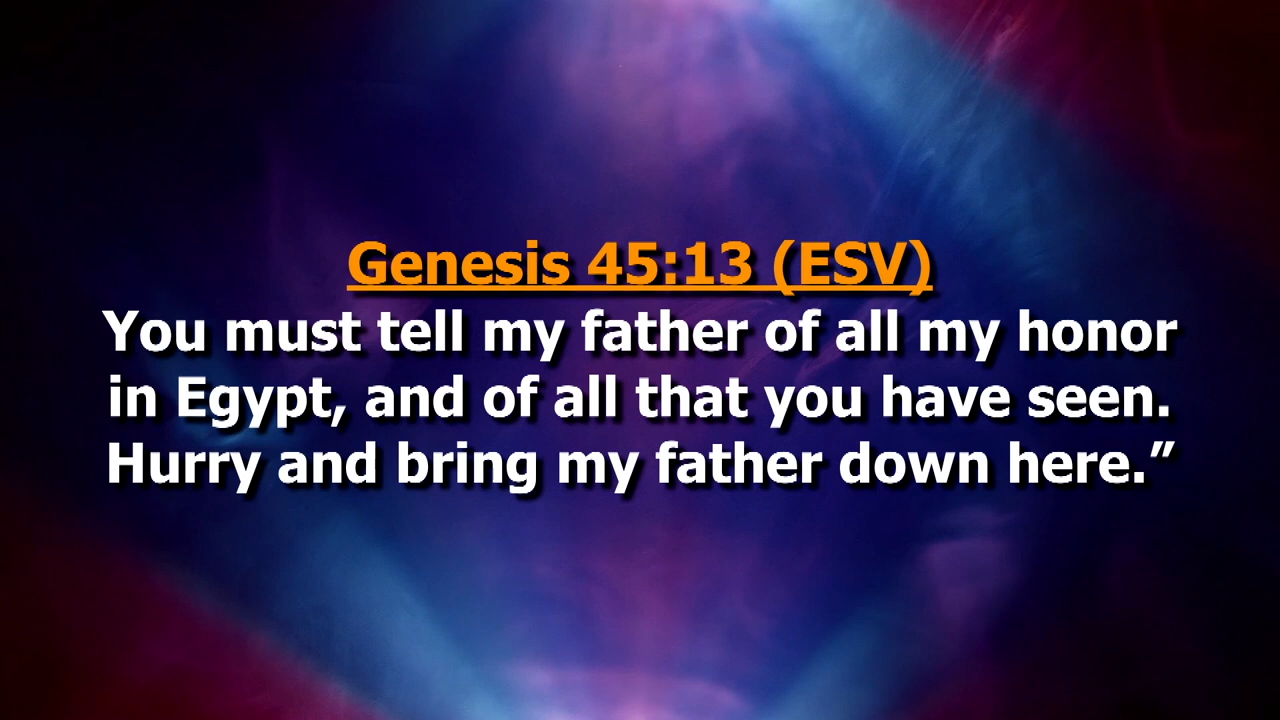 Genesis 45:13 (ESV)
You must tell my father of all my honor
in Egypt, and of all that you have seen.
Hurry and bring my father down here.”